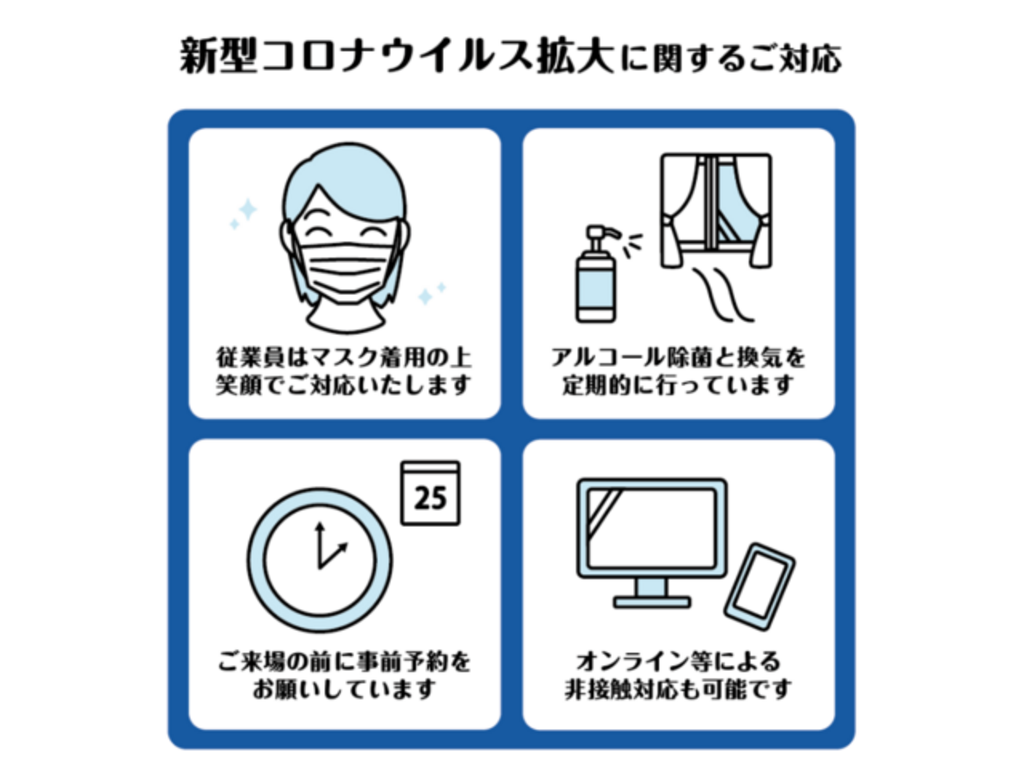 新型コロナウイルス拡大に関するご対応
従業員はマスク着用の上
笑顔でご対応いたします
アルコール除菌と換気を
定期的に行っています
25
ご来場の前に事前予約を
お願いしています
オンライン等による
非接触対応も可能です